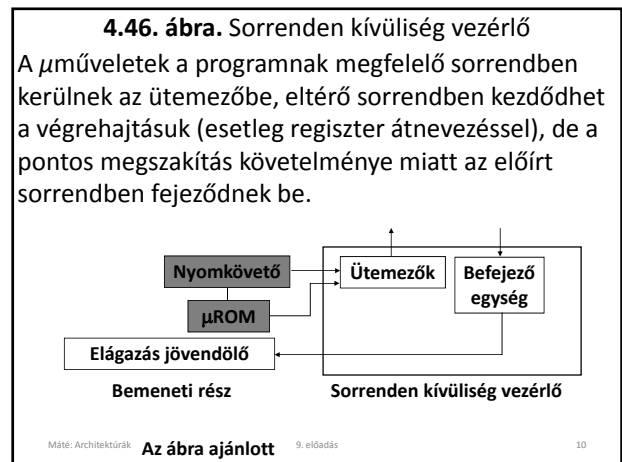 4.46. ábra. Sorrenden kívüliség vezérlő
A μműveletek a programnak megfelelő sorrendben
kerülnek az ütemezőbe, eltérő sorrendben kezdődhet
a végrehajtásuk (esetleg regiszter átnevezéssel), de a
pontos megszakítás követelménye miatt az előírt
sorrendben fejeződnek be.
Nyomkövető
Ütemezők
Befejező
egység
μROM
Elágazás jövendölő
Bemeneti rész
Sorrenden kívüliség vezérlő
Máté: Architektúrák
Az ábra ajánlott
9. előadás
10